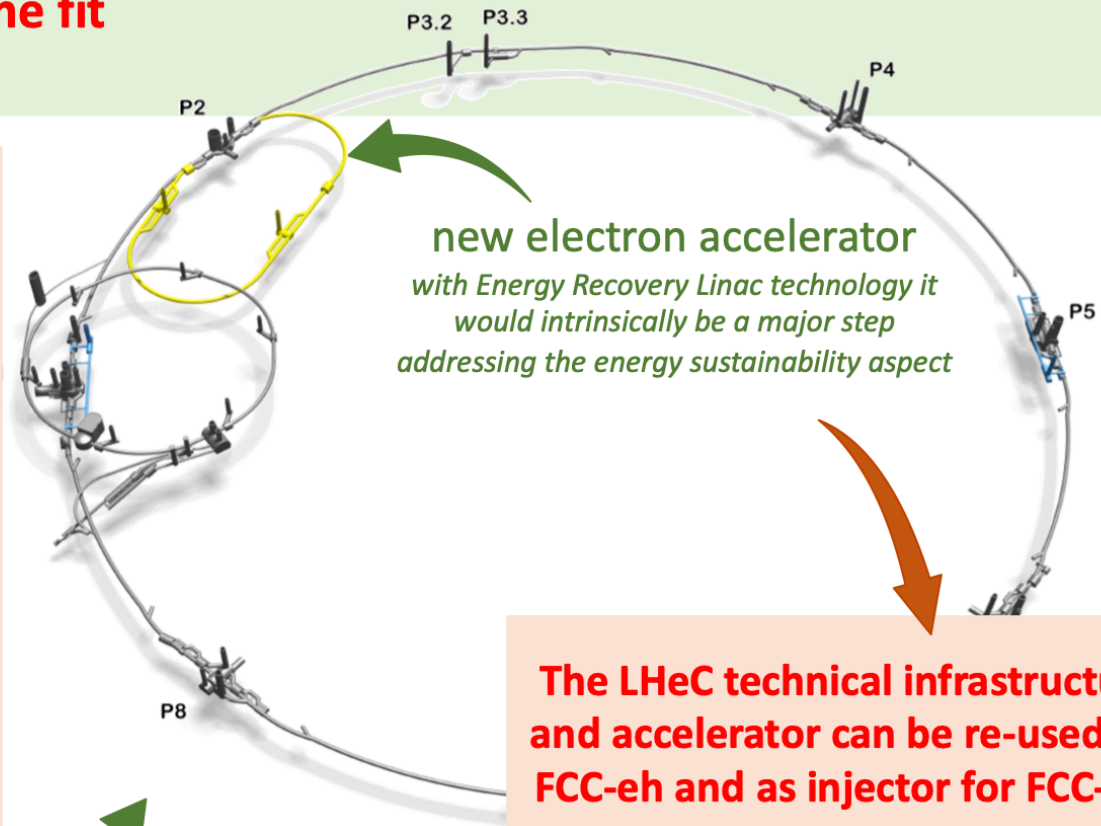 he fit
P3.2
P3.3
P4
P2
new electron accelerator
with Energy Recovery Linac technology it
would intrinsically be a major step
addressing the energy sustainability aspect
P5
The LHeC technical infrastructu
and accelerator can be re-used
FCC-eh and as injector for FCC-
P8